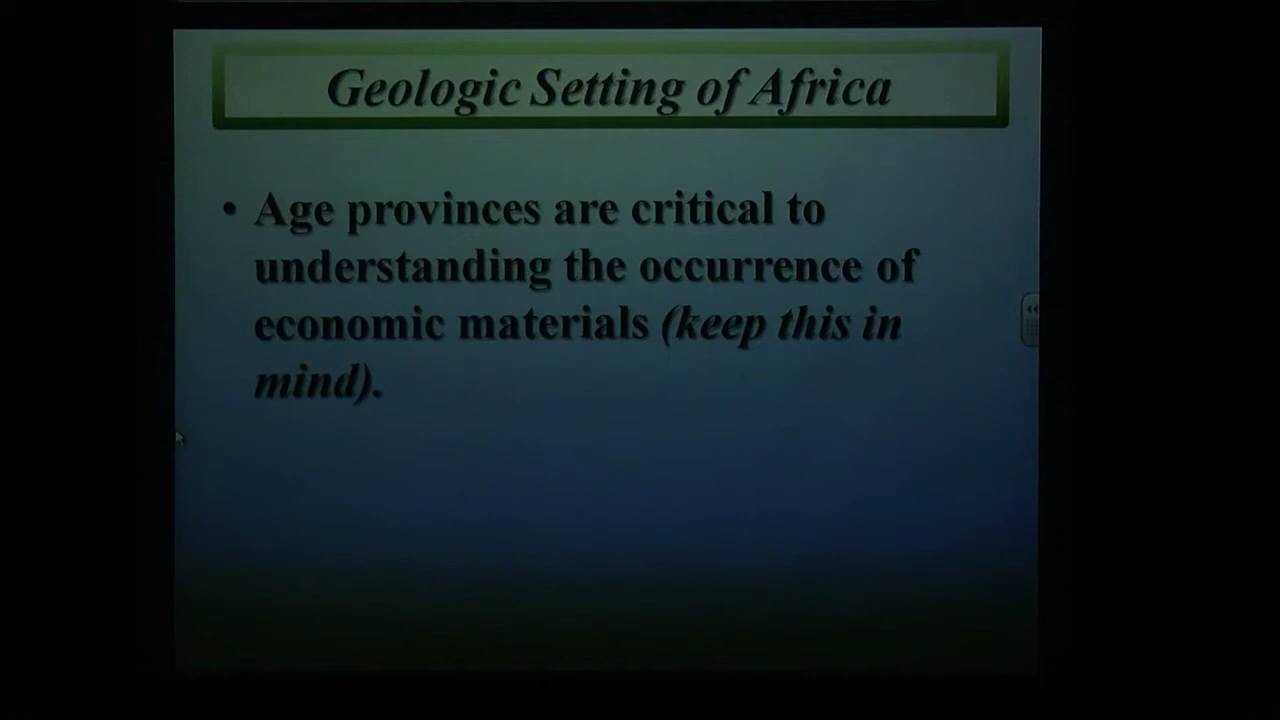 Geologic Setting of Africa
• Age provinces are critical to
understanding the occurrence of
economic materials (keep this in
mind).